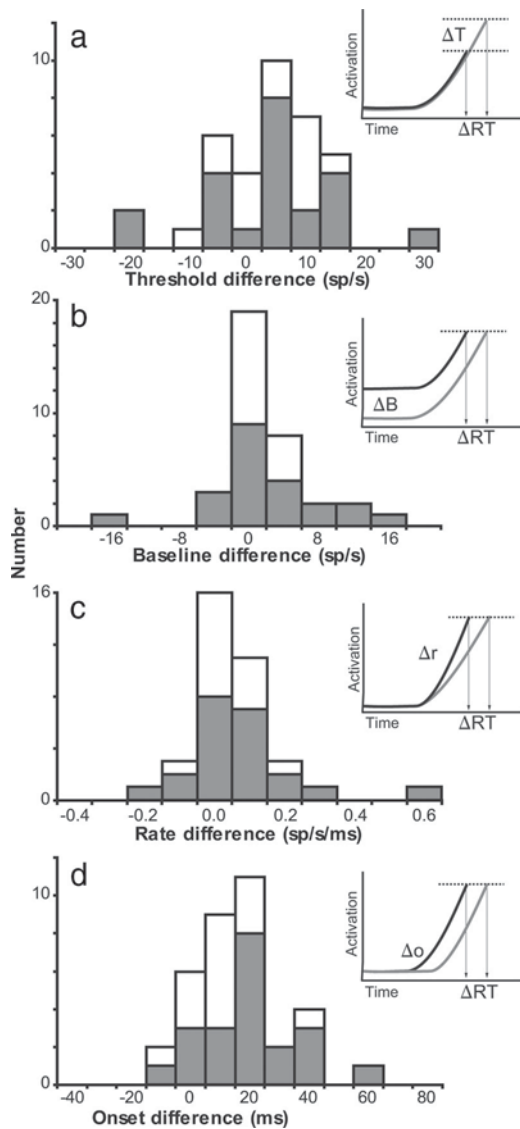 a
10
0
-30 -20 -10 0 10 20 30
Threshold difference (sp/s)
Activation
ΔT
Time
ΔRT
b
20
10
0
-16 -8 0 8 16
Baseline difference (sp/s)
Activation
ΔB
Time
ΔRT
Number
c
16
0
-0.4 -0.2 0.0 0.2 0.4 0.6
Rate difference (sp/s/ms)
Activation
Δr
Time
ΔRT
d
10
0
-40 -20 0 20 40 60 80
Onset difference (ms)
Activation
Δo
Time
ΔRT